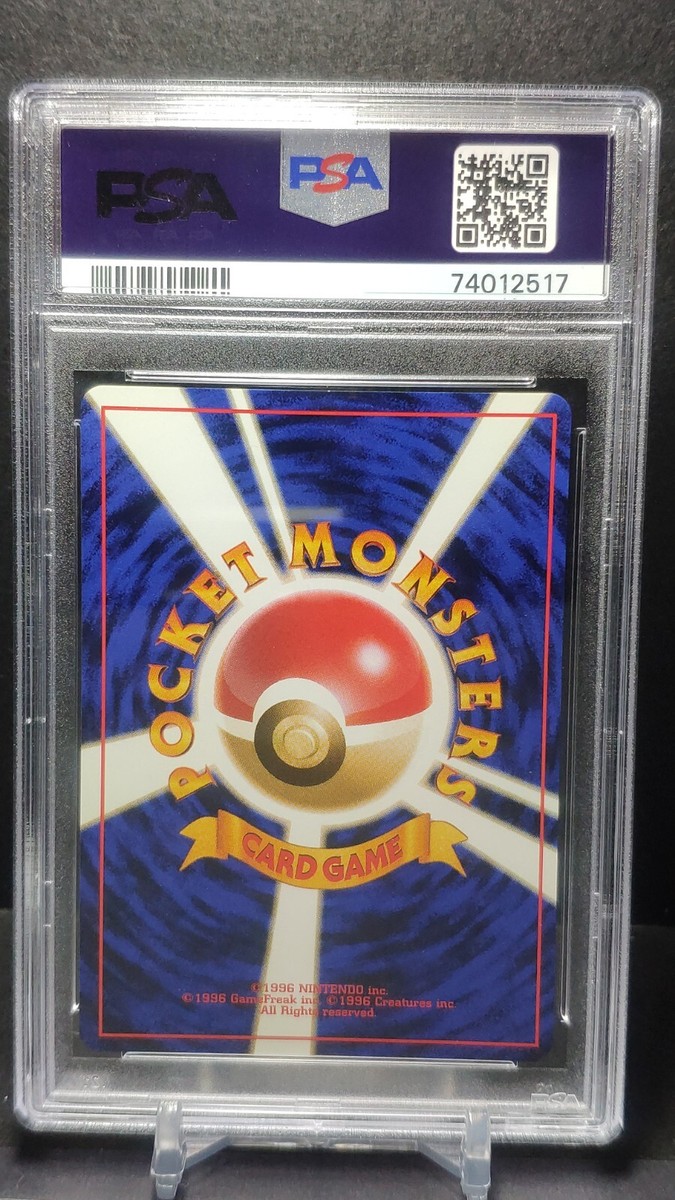 PSA
PSA
74012517
POCKET MONSTERS
CARD GAME
©1996 NINTENDO inc.
©1996 GameFreak inc. ©1996 Creatures inc.
All Rights reserved.
PSA